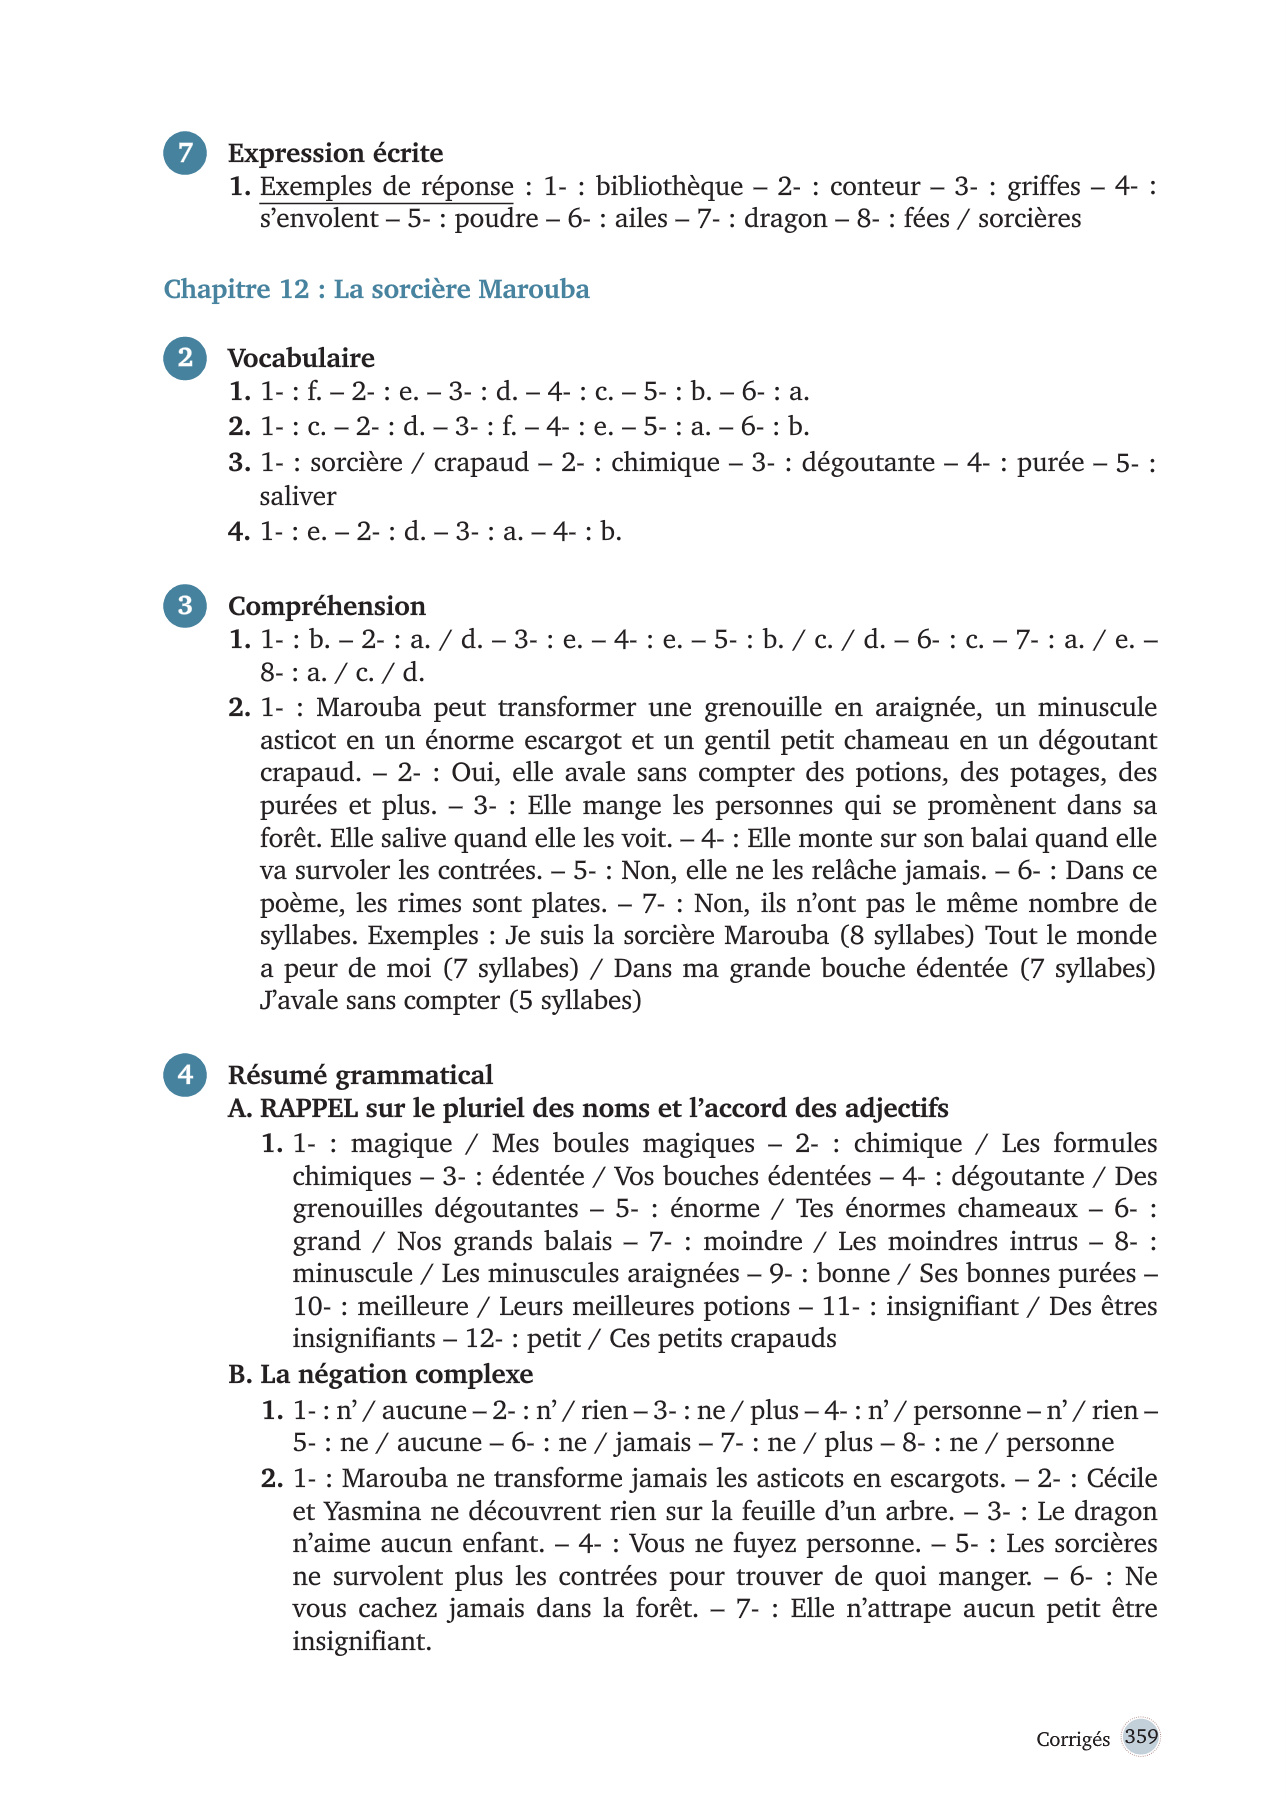 7 Expression écrite
1. Exemples de réponse : 1- : bibliothèque – 2- : conteur – 3- : griffes – 4- :
s’envolent – 5- : poudre – 6- : ailes – 7- : dragon – 8- : fées / sorcières
Chapitre 12 : La sorcière Marouba
2 Vocabulaire
1. 1- : f. – 2- : e. – 3- : d. – 4- : c. – 5- : b. – 6- : a.
2. 1- : c. – 2- : d. – 3- : f. – 4- : e. – 5- : a. – 6- : b.
3. 1- : sorcière / crapaud – 2- : chimique – 3- : dégoutante – 4- : purée – 5- :
saliver
4. 1- : e. – 2- : d. – 3- : a. – 4- : b.
3 Compréhension
1. 1- : b. – 2- : a. / d. – 3- : e. – 4- : e. – 5- : b. / c. / d. – 6- : c. – 7- : a. / e. –
8- : a. / c. / d.
2. 1- : Marouba peut transformer une grenouille en araignée, un minuscule
asticot en un énorme escargot et un gentil petit chameau en un dégoutant
crapaud. – 2- : Oui, elle avale sans compter des potions, des potages, des
purées et plus. – 3- : Elle mange les personnes qui se promènent dans sa
forêt. Elle salive quand elle les voit. – 4- : Elle monte sur son balai quand elle
va survoler les contrées. – 5- : Non, elle ne les relâche jamais. – 6- : Dans ce
poème, les rimes sont plates. – 7- : Non, ils n’ont pas le même nombre de
syllabes. Exemples : Je suis la sorcière Marouba (8 syllabes) Tout le monde
a peur de moi (7 syllabes) / Dans ma grande bouche édentée (7 syllabes)
J’avale sans compter (5 syllabes)
4 Résumé grammatical
A. RAPPEL sur le pluriel des noms et l’accord des adjectifs
1. 1- : magique / Mes boules magiques – 2- : chimique / Les formules
chimiques – 3- : édentée / Vos bouches édentées – 4- : dégoutante / Des
grenouilles dégoutantes – 5- : énorme / Tes énormes chameaux – 6- :
grand / Nos grands balais – 7- : moindre / Les moindres intrus – 8- :
minuscule / Les minuscules araignées – 9- : bonne / Ses bonnes purées –
10- : meilleure / Leurs meilleures potions – 11- : insignifiant / Des êtres
insignifiants – 12- : petit / Ces petits crapauds
B. La négation complexe
1. 1- : n’ / aucune – 2- : n’ / rien – 3- : ne / plus – 4- : n’ / personne – n’ / rien –
5- : ne / aucune – 6- : ne / jamais – 7- : ne / plus – 8- : ne / personne
2. 1- : Marouba ne transforme jamais les asticots en escargots. – 2- : Cécile
et Yasmina ne découvrent rien sur la feuille d’un arbre. – 3- : Le dragon
n’aime aucun enfant. – 4- : Vous ne fuyez personne. – 5- : Les sorcières
ne survolent plus les contrées pour trouver de quoi manger. – 6- : Ne
vous cachez jamais dans la forêt. – 7- : Elle n’attrape aucun petit être
insignifiant.
Corrigés 359